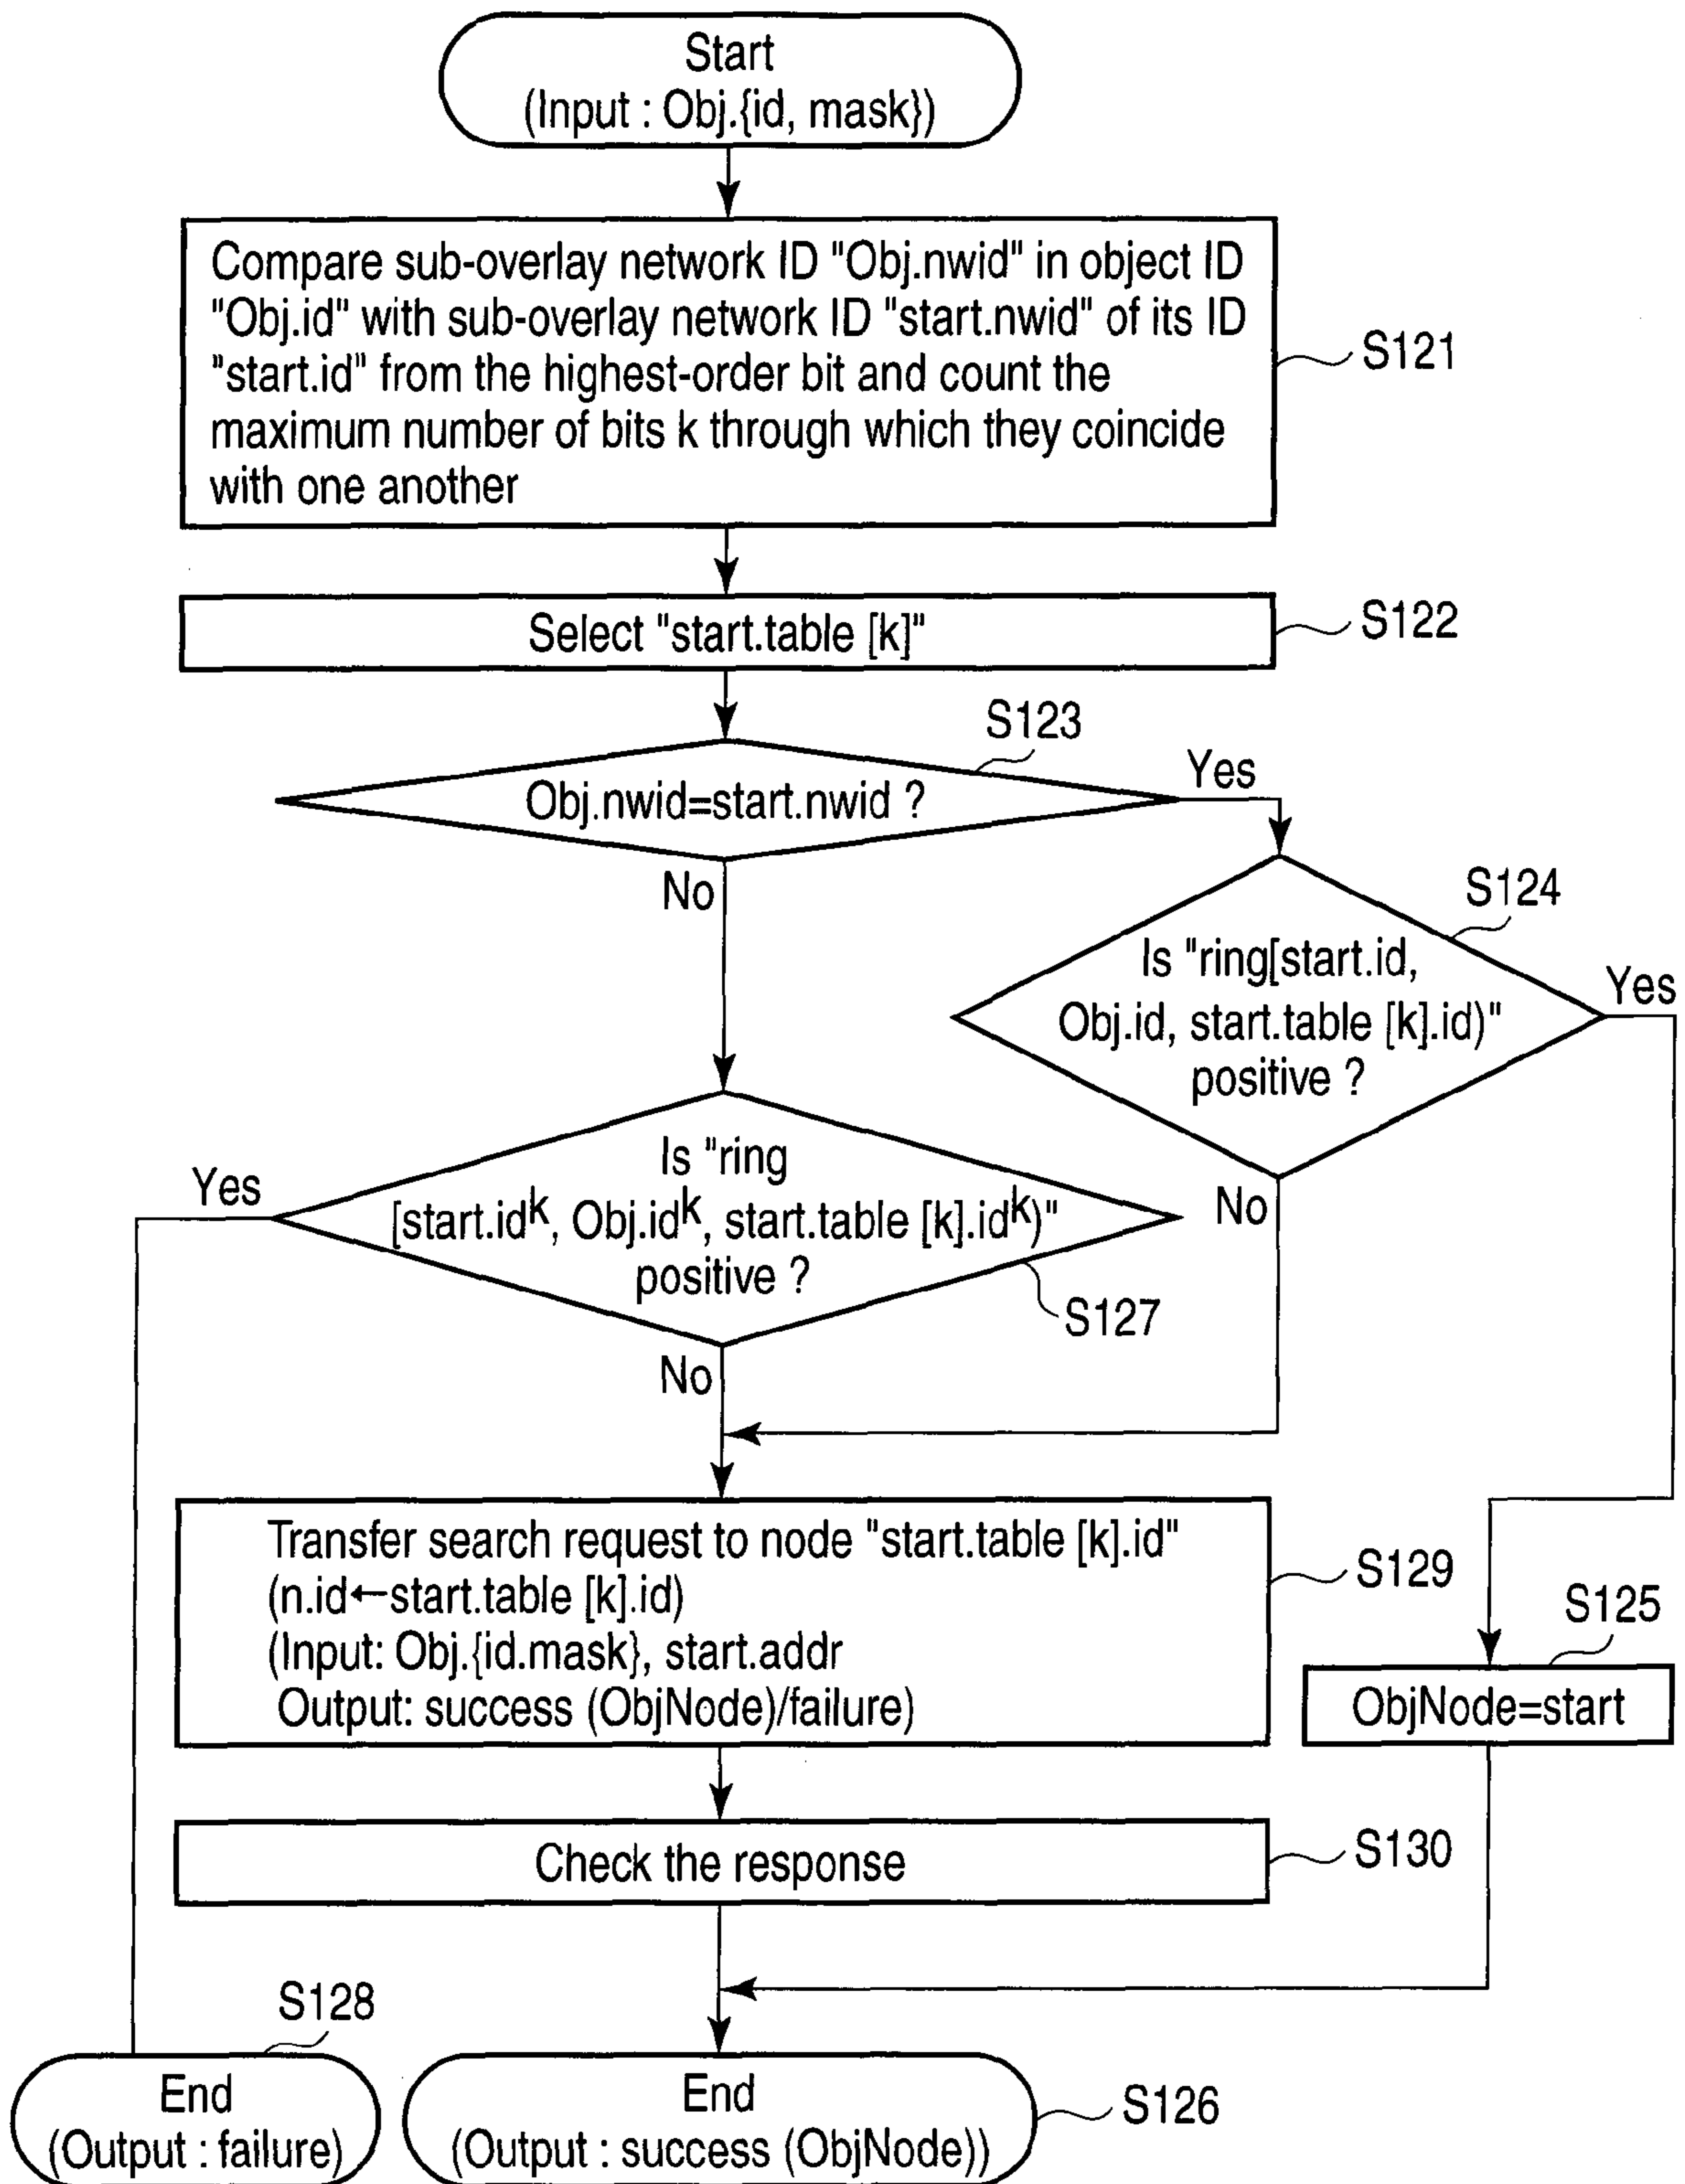 Start
(Input : Obj.{id, mask})
Compare sub-overlay network ID "Obj.nwid" in object ID
"Obj.id" with sub-overlay network ID "start.nwid" of its ID
"start.id" from the highest-order bit and count the
maximum number of bits k through which they coincide
with one another
S121
Select "start.table [k]"
S122
S123
Obj.nwid=start.nwid ?
Yes
No
S124
Is "ring[start.id,
Obj.id, start.table [k].id)"
positive ?
Yes
No
Is "ring
[start.idᵏ, Obj.idᵏ, start.table [k].idᵏ)"
positive ?
Yes
S127
No
Transfer search request to node "start.table [k].id"
(n.id←start.table [k].id)
(Input: Obj.{id.mask}, start.addr
Output: success (ObjNode)/failure)
S129
S125
ObjNode=start
Check the response
S130
S128
End
(Output : failure)
End
(Output : success (ObjNode))
S126